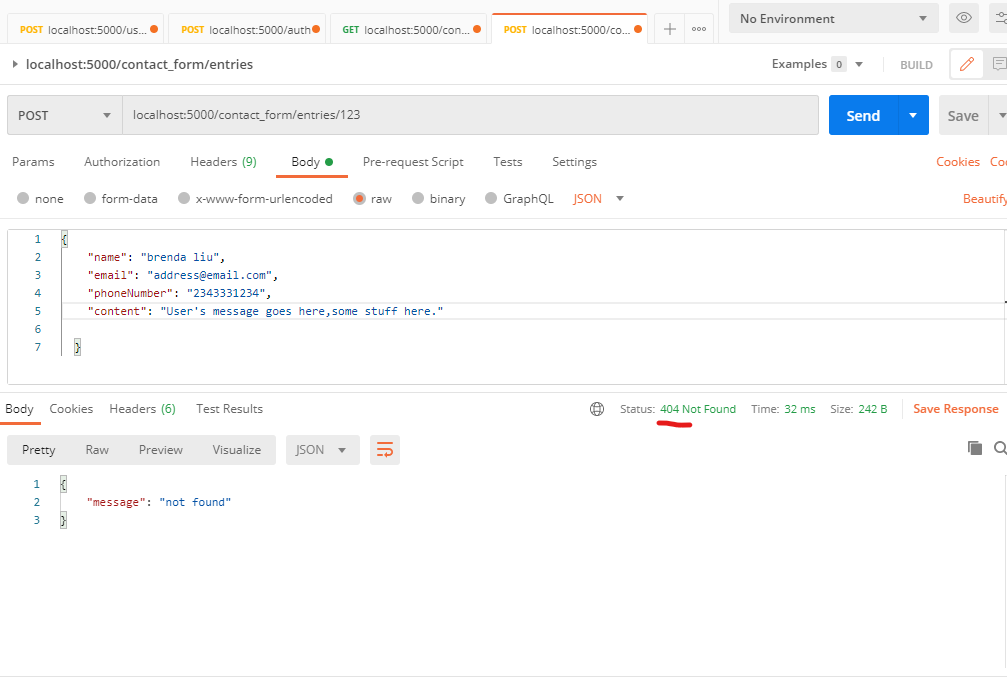 POST localhost:5000/us... POST localhost:5000/auth GET localhost:5000/con... POST localhost:5000/co... No Environment
localhost:5000/contact_form/entries Examples 0 BUILD
POST localhost:5000/contact_form/entries/123 Send Save
Params Authorization Headers (9) Body Pre-request Script Tests Settings Cookies
none form-data x-www-form-urlencoded raw binary GraphQL JSON Beautify
1 {
2 "name": "brenda liu",
3 "email": "address@email.com",
4 "phoneNumber": "2343331234",
5 "content": "User's message goes here,some stuff here."
6
7 }
Body Cookies Headers (6) Test Results Status: 404 Not Found Time: 32 ms Size: 242 B Save Response
Pretty Raw Preview Visualize JSON
1 {
2 "message": "not found"
3 }